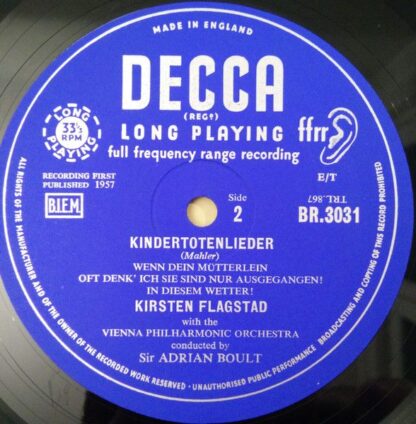 MADE IN ENGLAND
DECCA
(REGD)
LONG PLAYING
ffrr
full frequency range recording
LONG
33⅓
RPM
PLAYING
E/T
RECORDING FIRST
PUBLISHED 1957
TRL.867
B.I.E.M.
Side
2
BR.3031
KINDERTOTENLIEDER
(Mahler)
WENN DEIN MÜTTERLEIN
OFT DENK' ICH SIE SIND NUR AUSGEGANGEN!
IN DIESEM WETTER!
KIRSTEN FLAGSTAD
with the
VIENNA PHILHARMONIC ORCHESTRA
conducted by
Sir ADRIAN BOULT
ALL RIGHTS OF THE MANUFACTURER AND OF THE OWNER OF THE RECORDED WORK RESERVED · UNAUTHORISED PUBLIC PERFORMANCE BROADCASTING AND COPYING OF THIS RECORD PROHIBITED